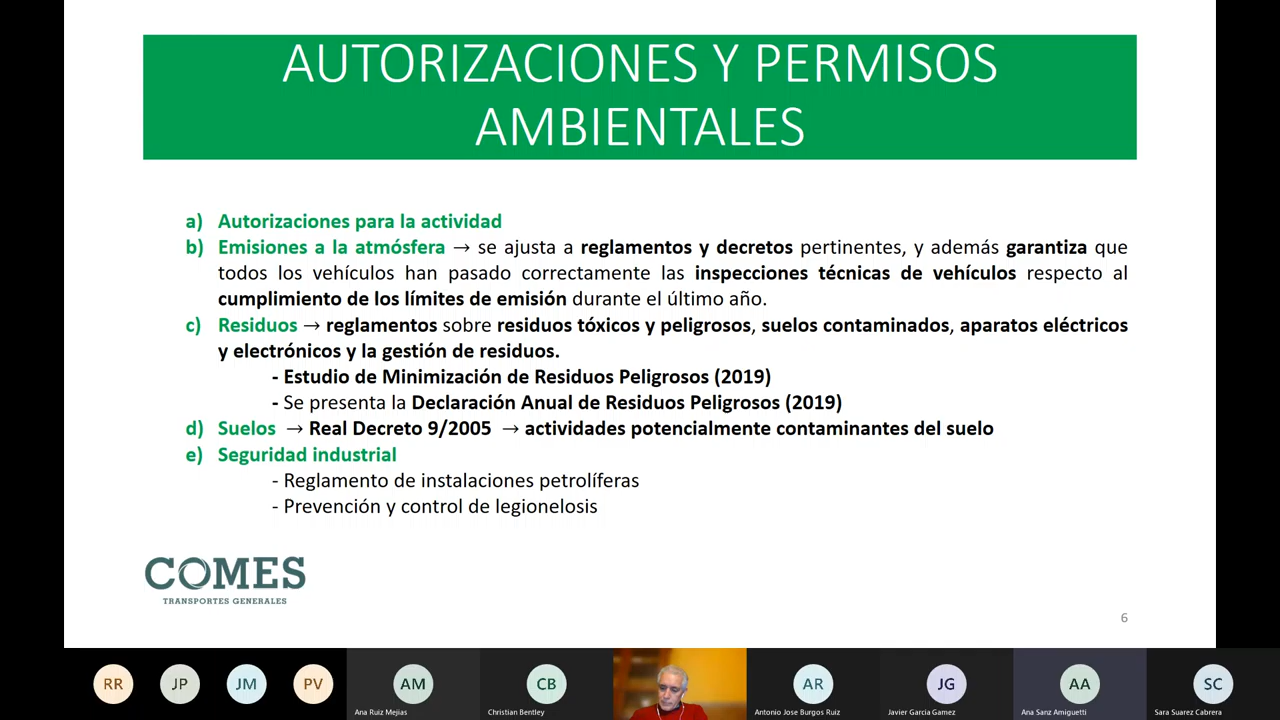 AUTORIZACIONES Y PERMISOS
AMBIENTALES
a) Autorizaciones para la actividad
b) Emisiones a la atmósfera → se ajusta a reglamentos y decretos pertinentes, y además garantiza que
todos los vehículos han pasado correctamente las inspecciones técnicas de vehículos respecto al
cumplimiento de los límites de emisión durante el último año.
c) Residuos → reglamentos sobre residuos tóxicos y peligrosos, suelos contaminados, aparatos eléctricos
y electrónicos y la gestión de residuos.
- Estudio de Minimización de Residuos Peligrosos (2019)
- Se presenta la Declaración Anual de Residuos Peligrosos (2019)
d) Suelos → Real Decreto 9/2005 → actividades potencialmente contaminantes del suelo
e) Seguridad industrial
- Reglamento de instalaciones petrolíferas
- Prevención y control de legionelosis
COMES
TRANSPORTES GENERALES
6
RR JP JM PV AM CB AR JG AA SC
Ana Ruiz Mejias Christian Bentley Antonio Jose Burgos Ruiz Javier Garcia Gamez Ana Sanz Amiguetti Sara Suarez Cabrera